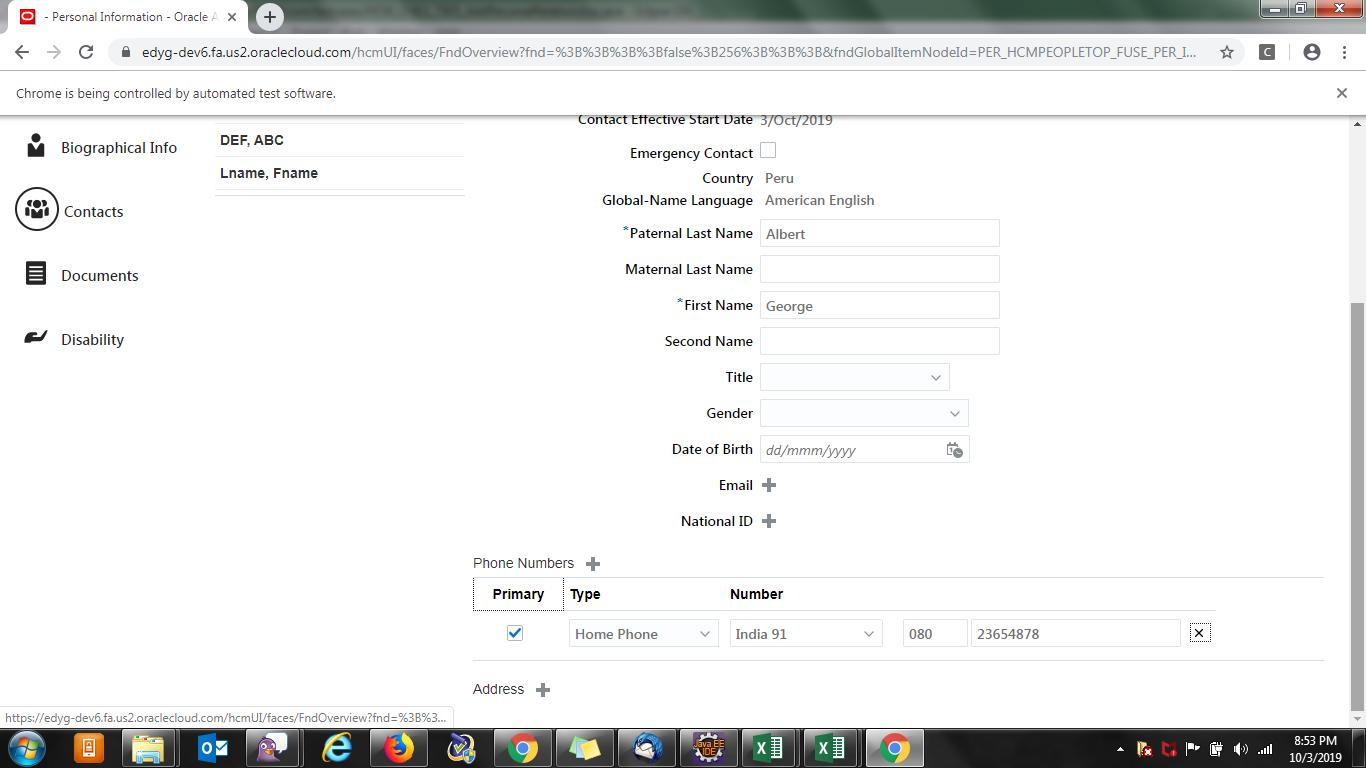 - Personal Information - Oracle A
edyg-dev6.fa.us2.oraclecloud.com/hcmUI/faces/FndOverview?fnd=%3B%3B%3B%3Bfalse%3B256%3B%3B%3B&fndGlobalItemNodeId=PER_HCMPEOPLETOP_FUSE_PER_I...
C
Chrome is being controlled by automated test software.
Contact Effective Start Date 3/Oct/2019
Biographical Info
DEF, ABC
Emergency Contact
Lname, Fname
Country Peru
Global-Name Language American English
Contacts
*Paternal Last Name Albert
Maternal Last Name
Documents
*First Name George
Second Name
Disability
Title
Gender
Date of Birth dd/mmm/yyyy
Email
National ID
Phone Numbers
Primary Type Number
Home Phone India 91 080 23654878
Address
https://edyg-dev6.fa.us2.oraclecloud.com/hcmUI/faces/FndOverview?fnd=%3B%3...
Java EE
IDE
8:53 PM
10/3/2019